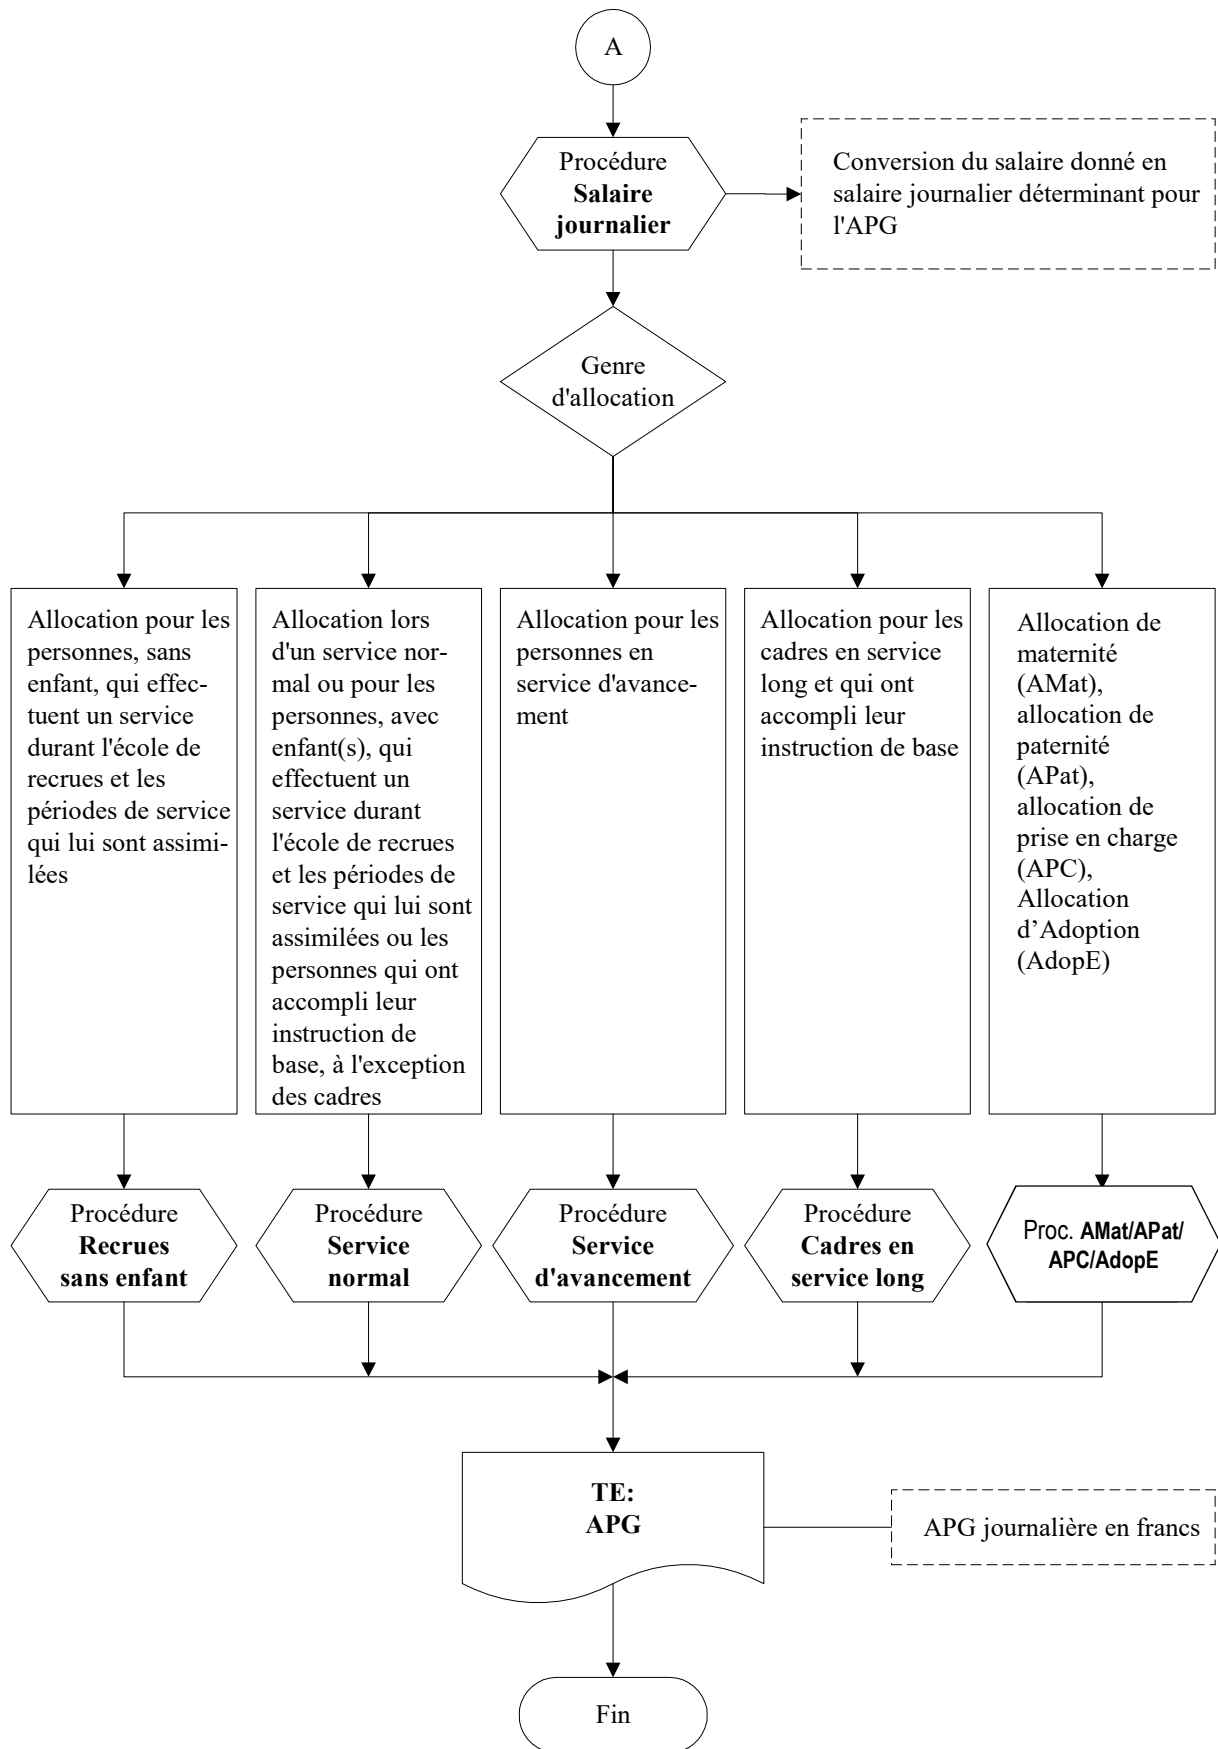 A
Procédure
Salaire
journalier
Conversion du salaire donné en
salaire journalier déterminant pour
l'APG
Genre
d'allocation
Allocation pour les
personnes, sans
enfant, qui effec-
tuent un service
durant l'école de
recrues et les
périodes de service
qui lui sont assimi-
lées
Allocation lors
d'un service nor-
mal ou pour les
personnes, avec
enfant(s), qui
effectuent un
service durant
l'école de recrues
et les périodes de
service qui lui sont
assimilées ou les
personnes qui ont
accompli leur
instruction de
base, à l'exception
des cadres
Allocation pour les
personnes en
service d'avance-
ment
Allocation pour les
cadres en service
long et qui ont
accompli leur
instruction de base
Allocation de
maternité
(AMat),
allocation de
paternité
(APat),
allocation de
prise en charge
(APC),
Allocation
d’Adoption
(AdopE)
Procédure
Recrues
sans enfant
Procédure
Service
normal
Procédure
Service
d'avancement
Procédure
Cadres en
service long
Proc. AMat/APat/
APC/AdopE
TE:
APG
APG journalière en francs
Fin